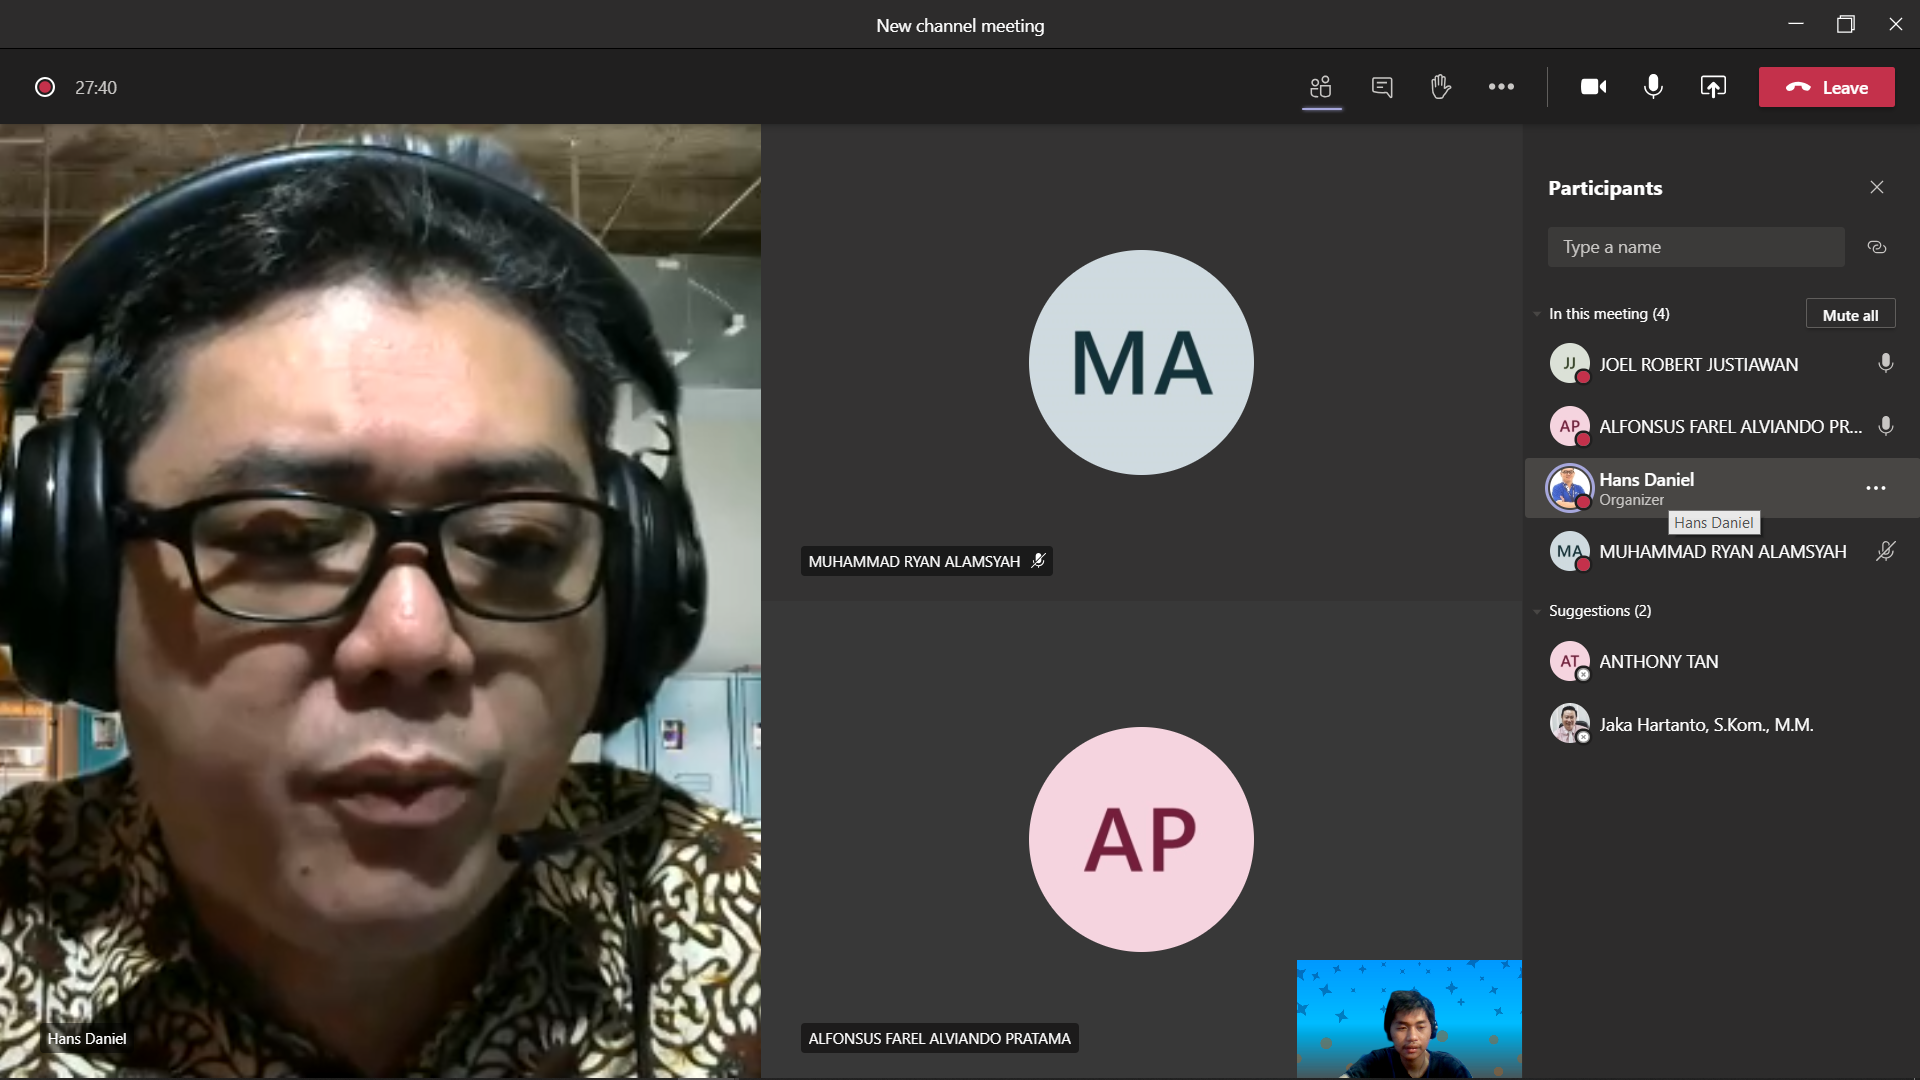 New channel meeting
27:40
Leave
MA
MUHAMMAD RYAN ALAMSYAH
AP
ALFONSUS FAREL ALVIANDO PRATAMA
Hans Daniel
Participants
Type a name
In this meeting (4)
Mute all
JJ
JOEL ROBERT JUSTIAWAN
AP
ALFONSUS FAREL ALVIANDO PR...
Hans Daniel
Organizer
Hans Daniel
MA
MUHAMMAD RYAN ALAMSYAH
Suggestions (2)
AT
ANTHONY TAN
Jaka Hartanto, S.Kom., M.M.